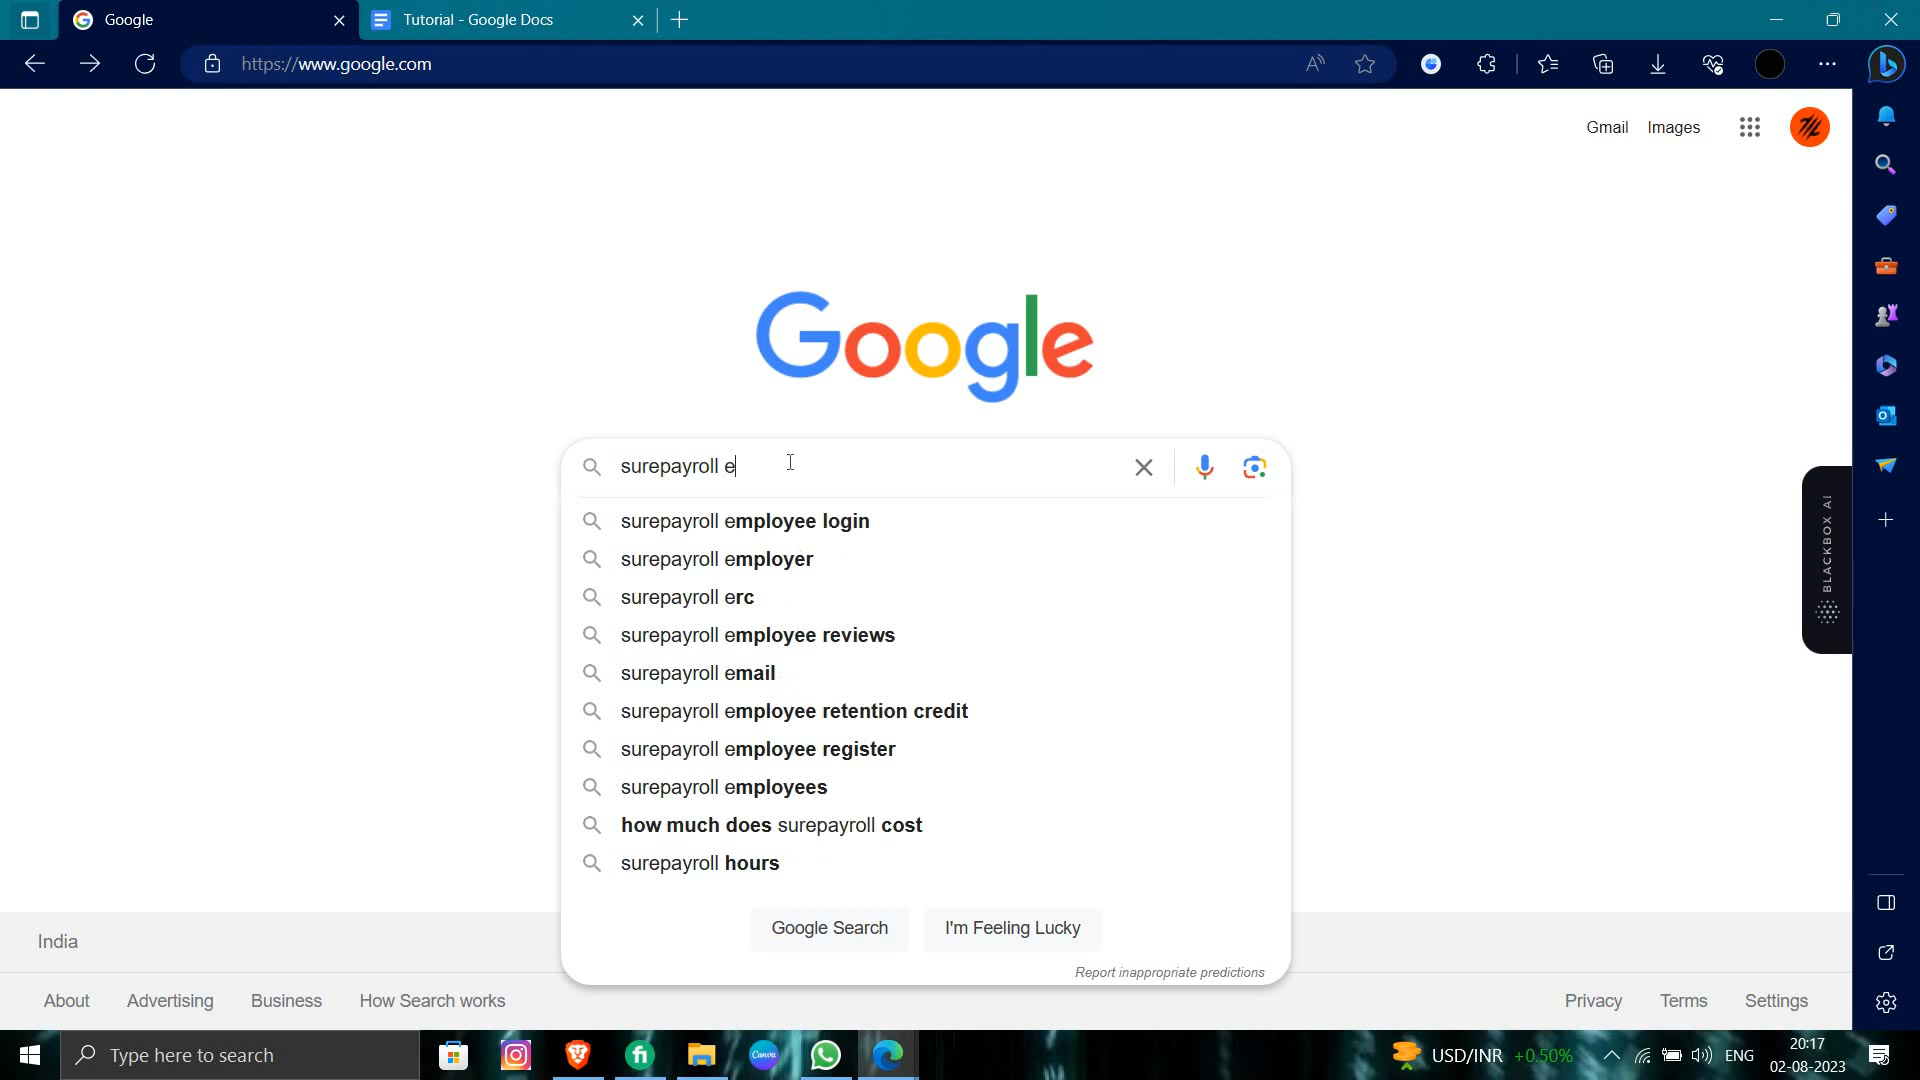 Google
Tutorial - Google Docs
https://www.google.com
Gmail Images
Google
surepayroll e
surepayroll employee login
surepayroll employer
surepayroll erc
surepayroll employee reviews
surepayroll email
surepayroll employee retention credit
surepayroll employee register
surepayroll employees
how much does surepayroll cost
surepayroll hours
Google Search I'm Feeling Lucky
Report inappropriate predictions
BLACKBOX AI
India
About Advertising Business How Search works Privacy Terms Settings
Type here to search
Canva
USD/INR +0.50%
ENG
20:17
02-08-2023